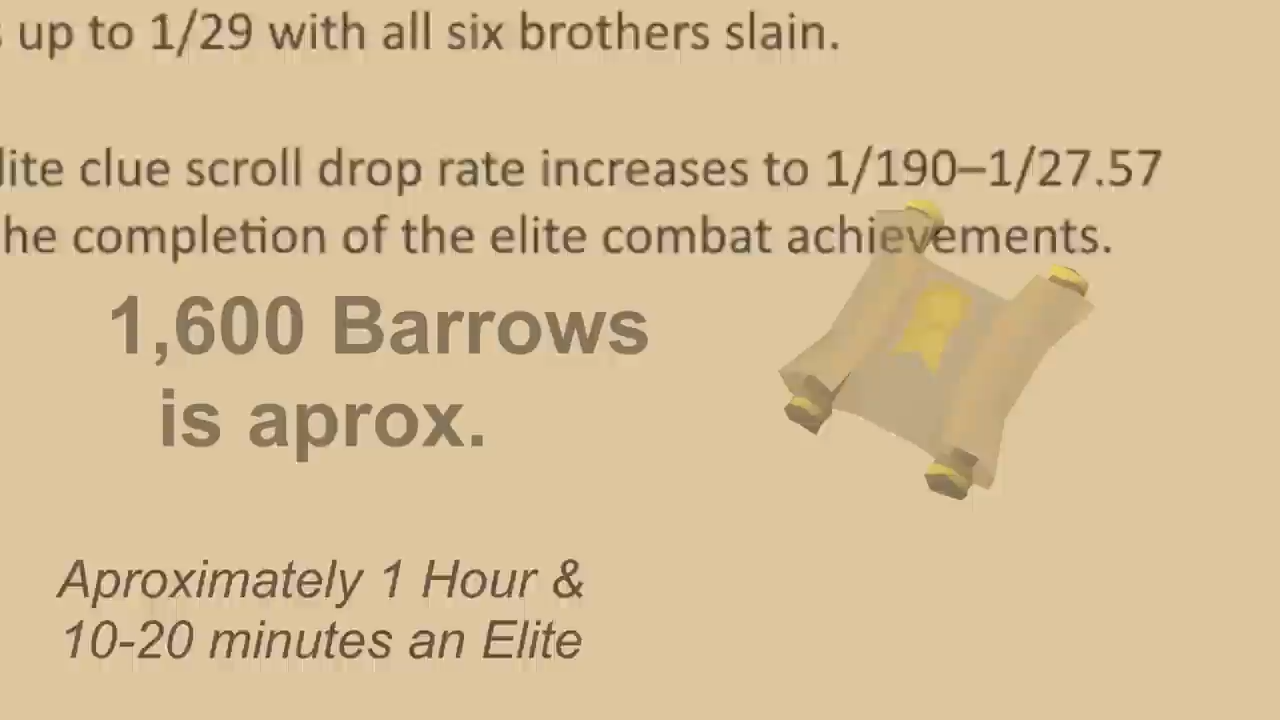 up to 1/29 with all six brothers slain.
clue scroll drop rate increases to 1/190–1/27.57
completion of the elite combat achievements.
1,600 Barrows
is aprox.
Aproximately 1 Hour &
10-20 minutes an Elite